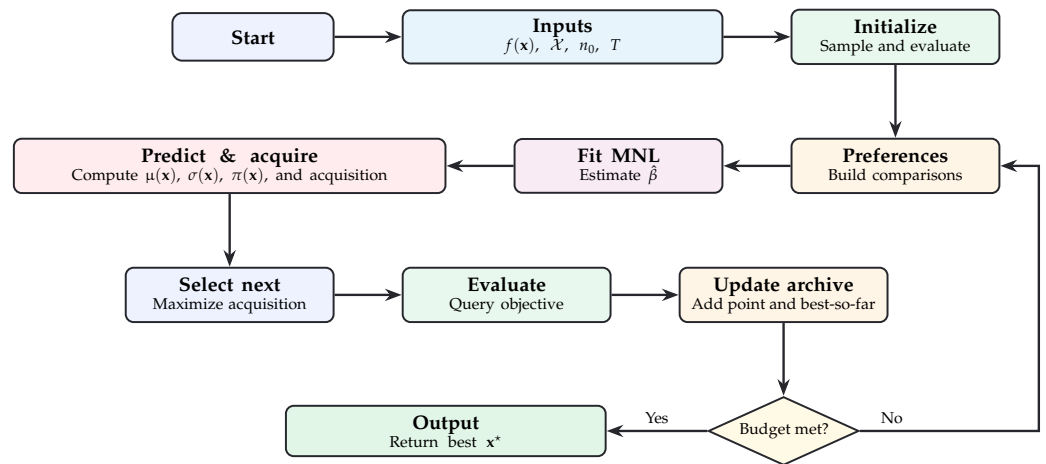 Start
Inputs
f(𝐱), 𝒳, n₀, T
Initialize
Sample and evaluate
Predict & acquire
Compute μ(𝐱), σ(𝐱), π(𝐱), and acquisition
Fit MNL
Estimate β̂
Preferences
Build comparisons
Select next
Maximize acquisition
Evaluate
Query objective
Update archive
Add point and best-so-far
Output
Return best 𝐱⋆
Yes
Budget met?
No